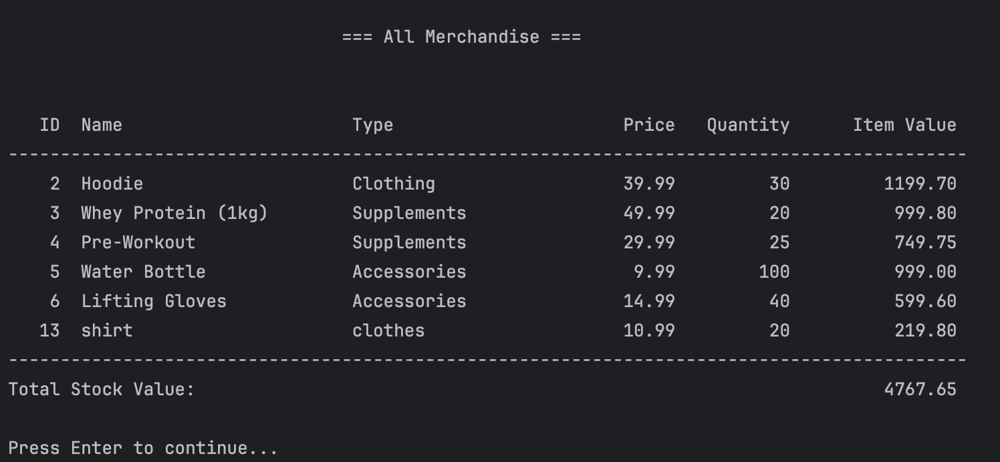 === All Merchandise ===
ID Name Type Price Quantity Item Value
--------------------------------------------------------------------------------------------
2 Hoodie Clothing 39.99 30 1199.70
3 Whey Protein (1kg) Supplements 49.99 20 999.80
4 Pre-Workout Supplements 29.99 25 749.75
5 Water Bottle Accessories 9.99 100 999.00
6 Lifting Gloves Accessories 14.99 40 599.60
13 shirt clothes 10.99 20 219.80
--------------------------------------------------------------------------------------------
Total Stock Value: 4767.65
Press Enter to continue...